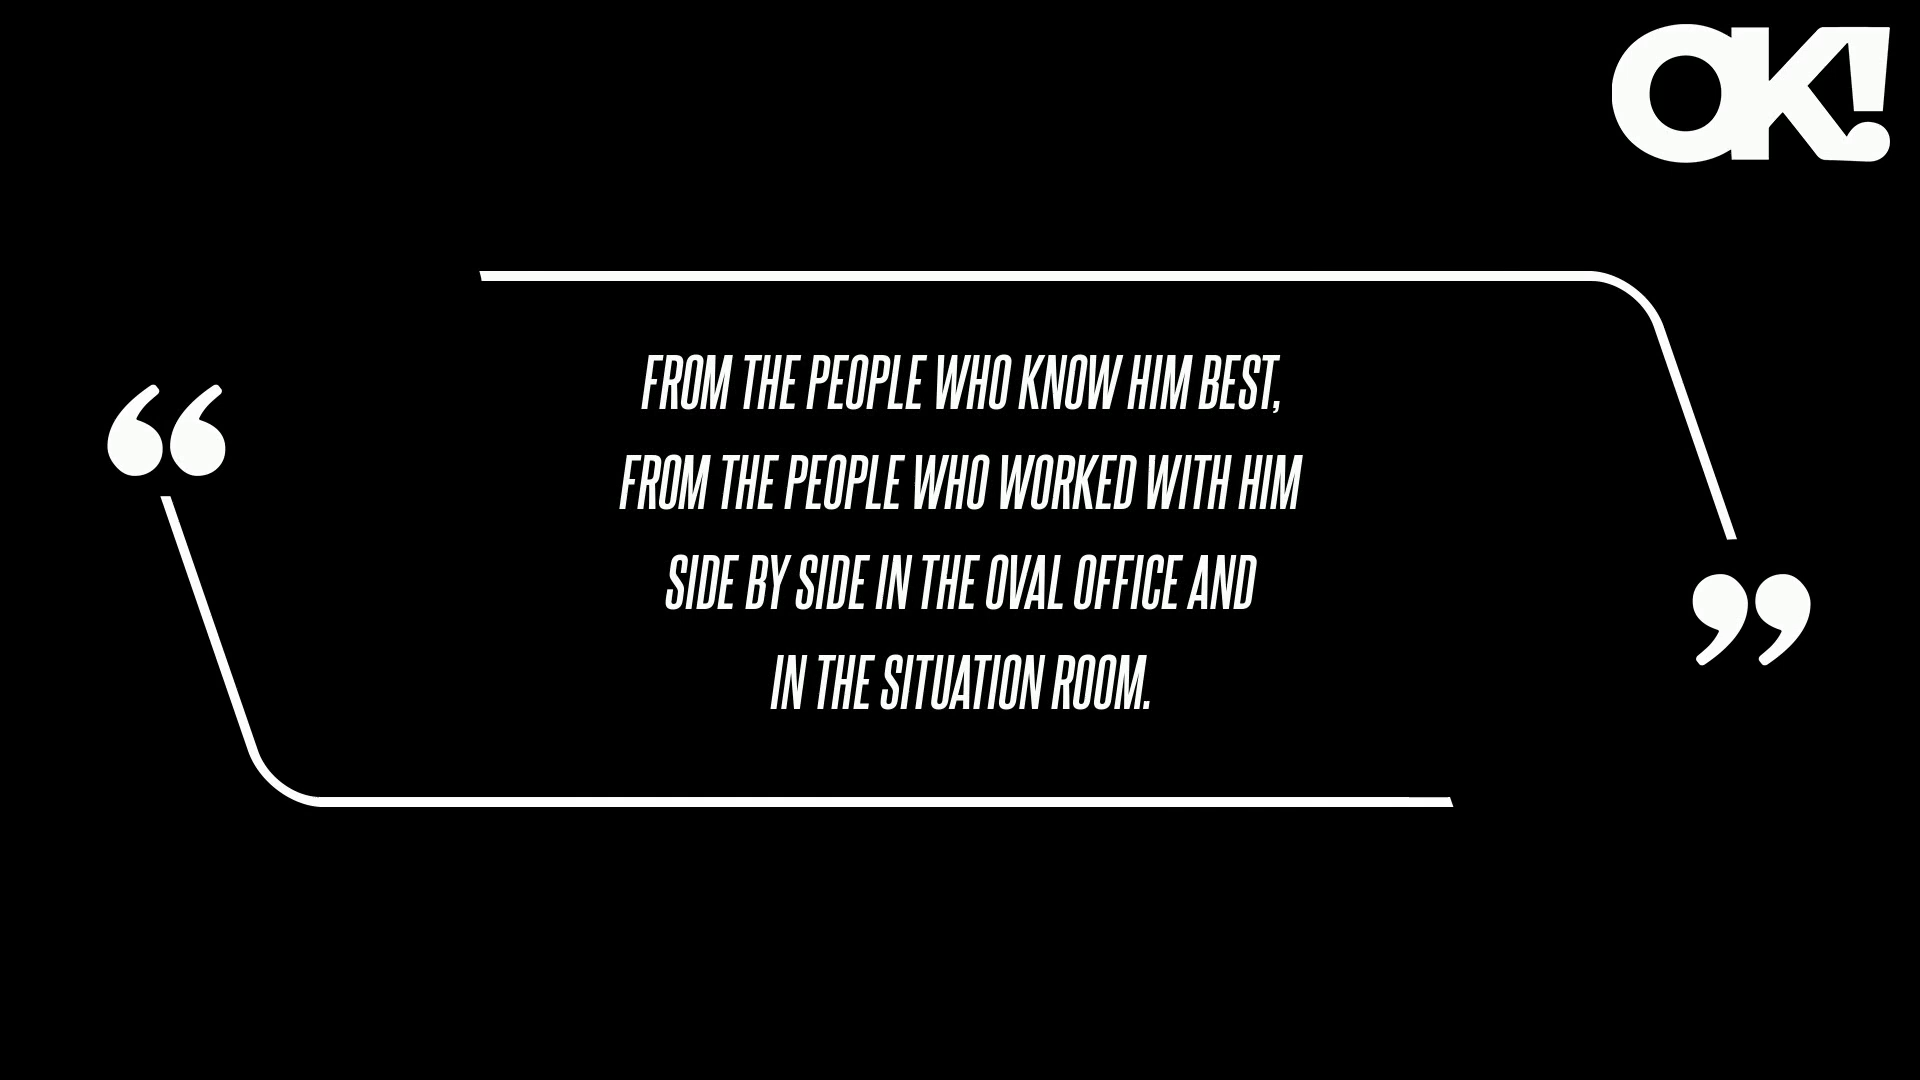 OK!
“
FROM THE PEOPLE WHO KNOW HIM BEST,
FROM THE PEOPLE WHO WORKED WITH HIM
SIDE BY SIDE IN THE OVAL OFFICE AND
IN THE SITUATION ROOM.
”